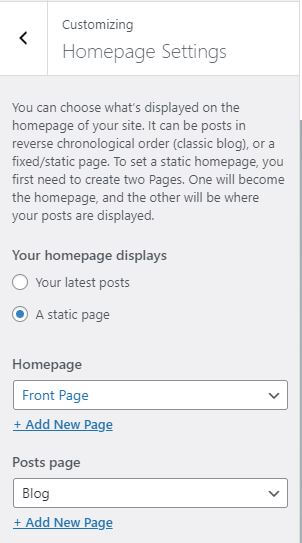 Customizing
Homepage Settings
You can choose what's displayed on the
homepage of your site. It can be posts in
reverse chronological order (classic blog), or a
fixed/static page. To set a static homepage, you
first need to create two Pages. One will become
the homepage, and the other will be where
your posts are displayed.
Your homepage displays
Your latest posts
A static page
Homepage
Front Page
+ Add New Page
Posts page
Blog
+ Add New Page